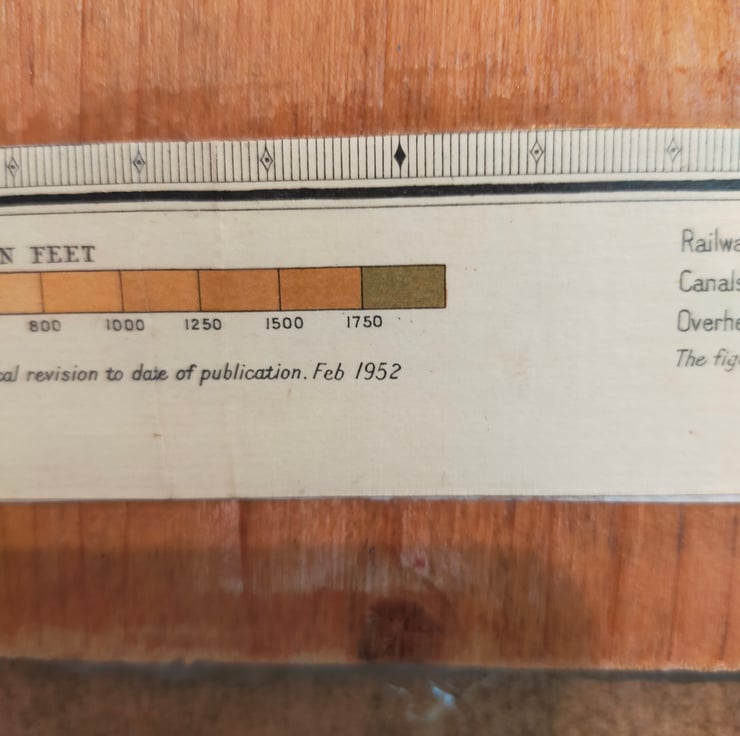 N FEET
800 1000 1250 1500 1750
cal revision to date of publication. Feb 1952
Railwa
Canals
Overhe
The fig